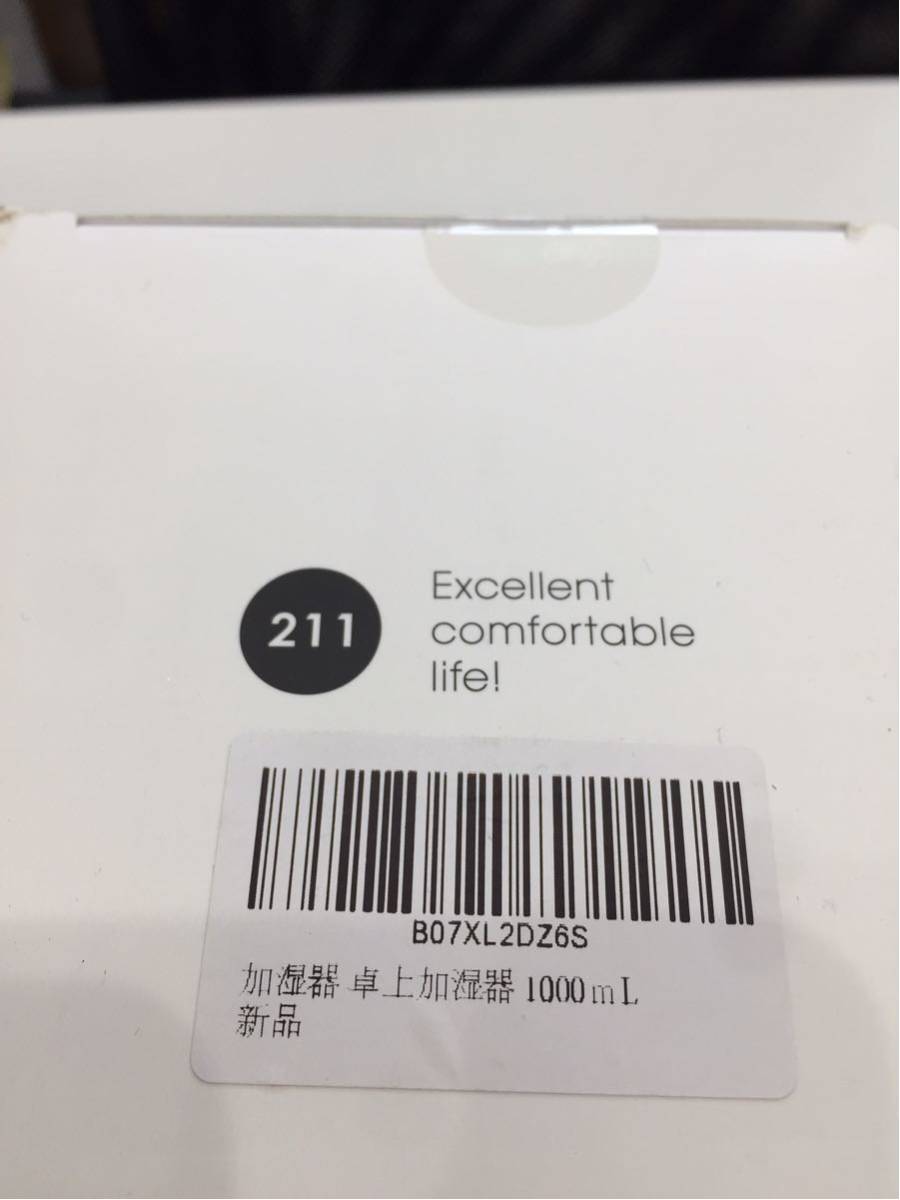 211
Excellent
comfortable
life!
B07XL2DZ6S
加湿器 卓上加湿器 1000mL
新品